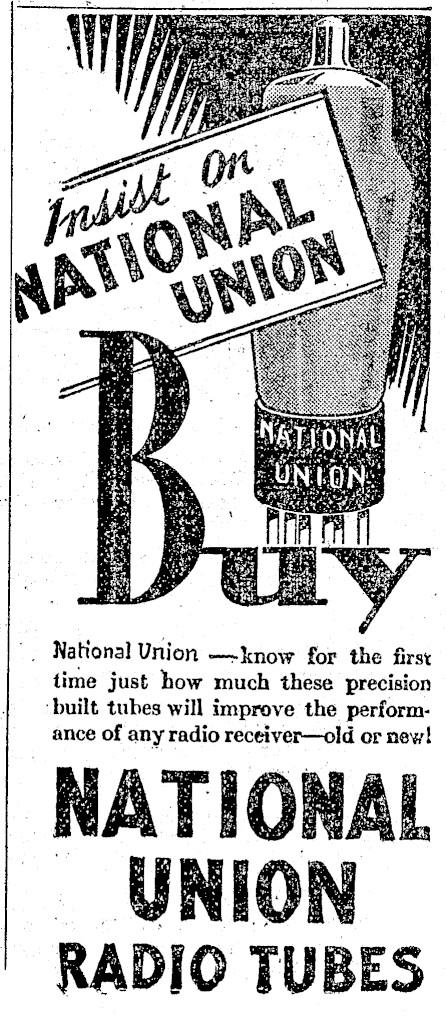 Insist On
NATIONAL
UNION
NATIONAL
UNION
Buy
National Union — know for the first
time just how much these precision
built tubes will improve the perform-
ance of any radio receiver—old or new!
NATIONAL
UNION
RADIO TUBES